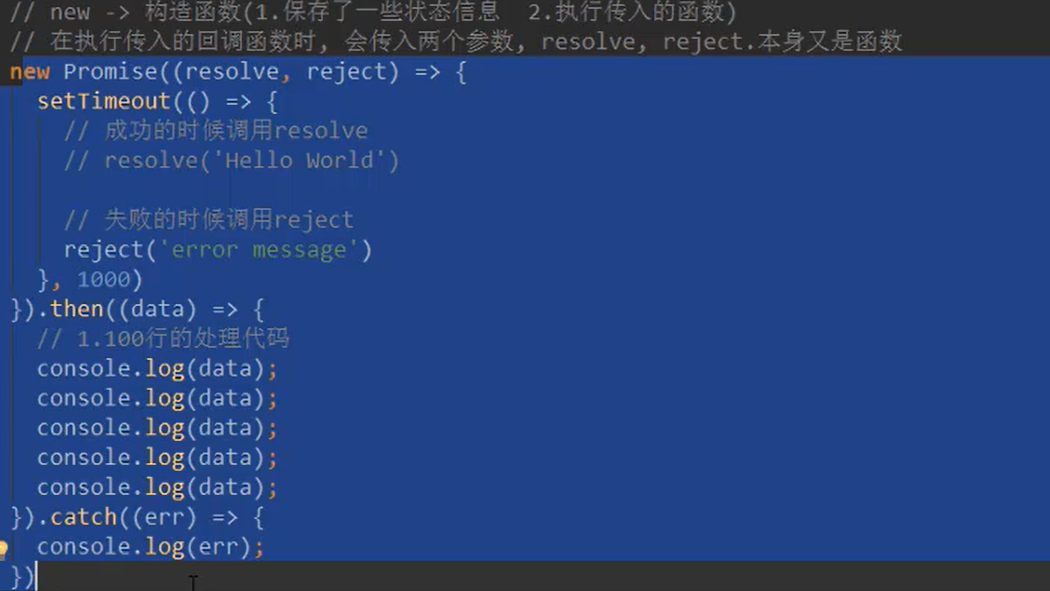 // new -> 构造函数(1.保存了一些状态信息  2.执行传入的函数)
// 在执行传入的回调函数时, 会传入两个参数, resolve, reject.本身又是函数
new Promise((resolve, reject) => {
  setTimeout(() => {
    // 成功的时候调用resolve
    // resolve('Hello World')

    // 失败的时候调用reject
    reject('error message')
  }, 1000)
}).then((data) => {
  // 1.100行的处理代码
  console.log(data);
  console.log(data);
  console.log(data);
  console.log(data);
  console.log(data);
}).catch((err) => {
  console.log(err);
})